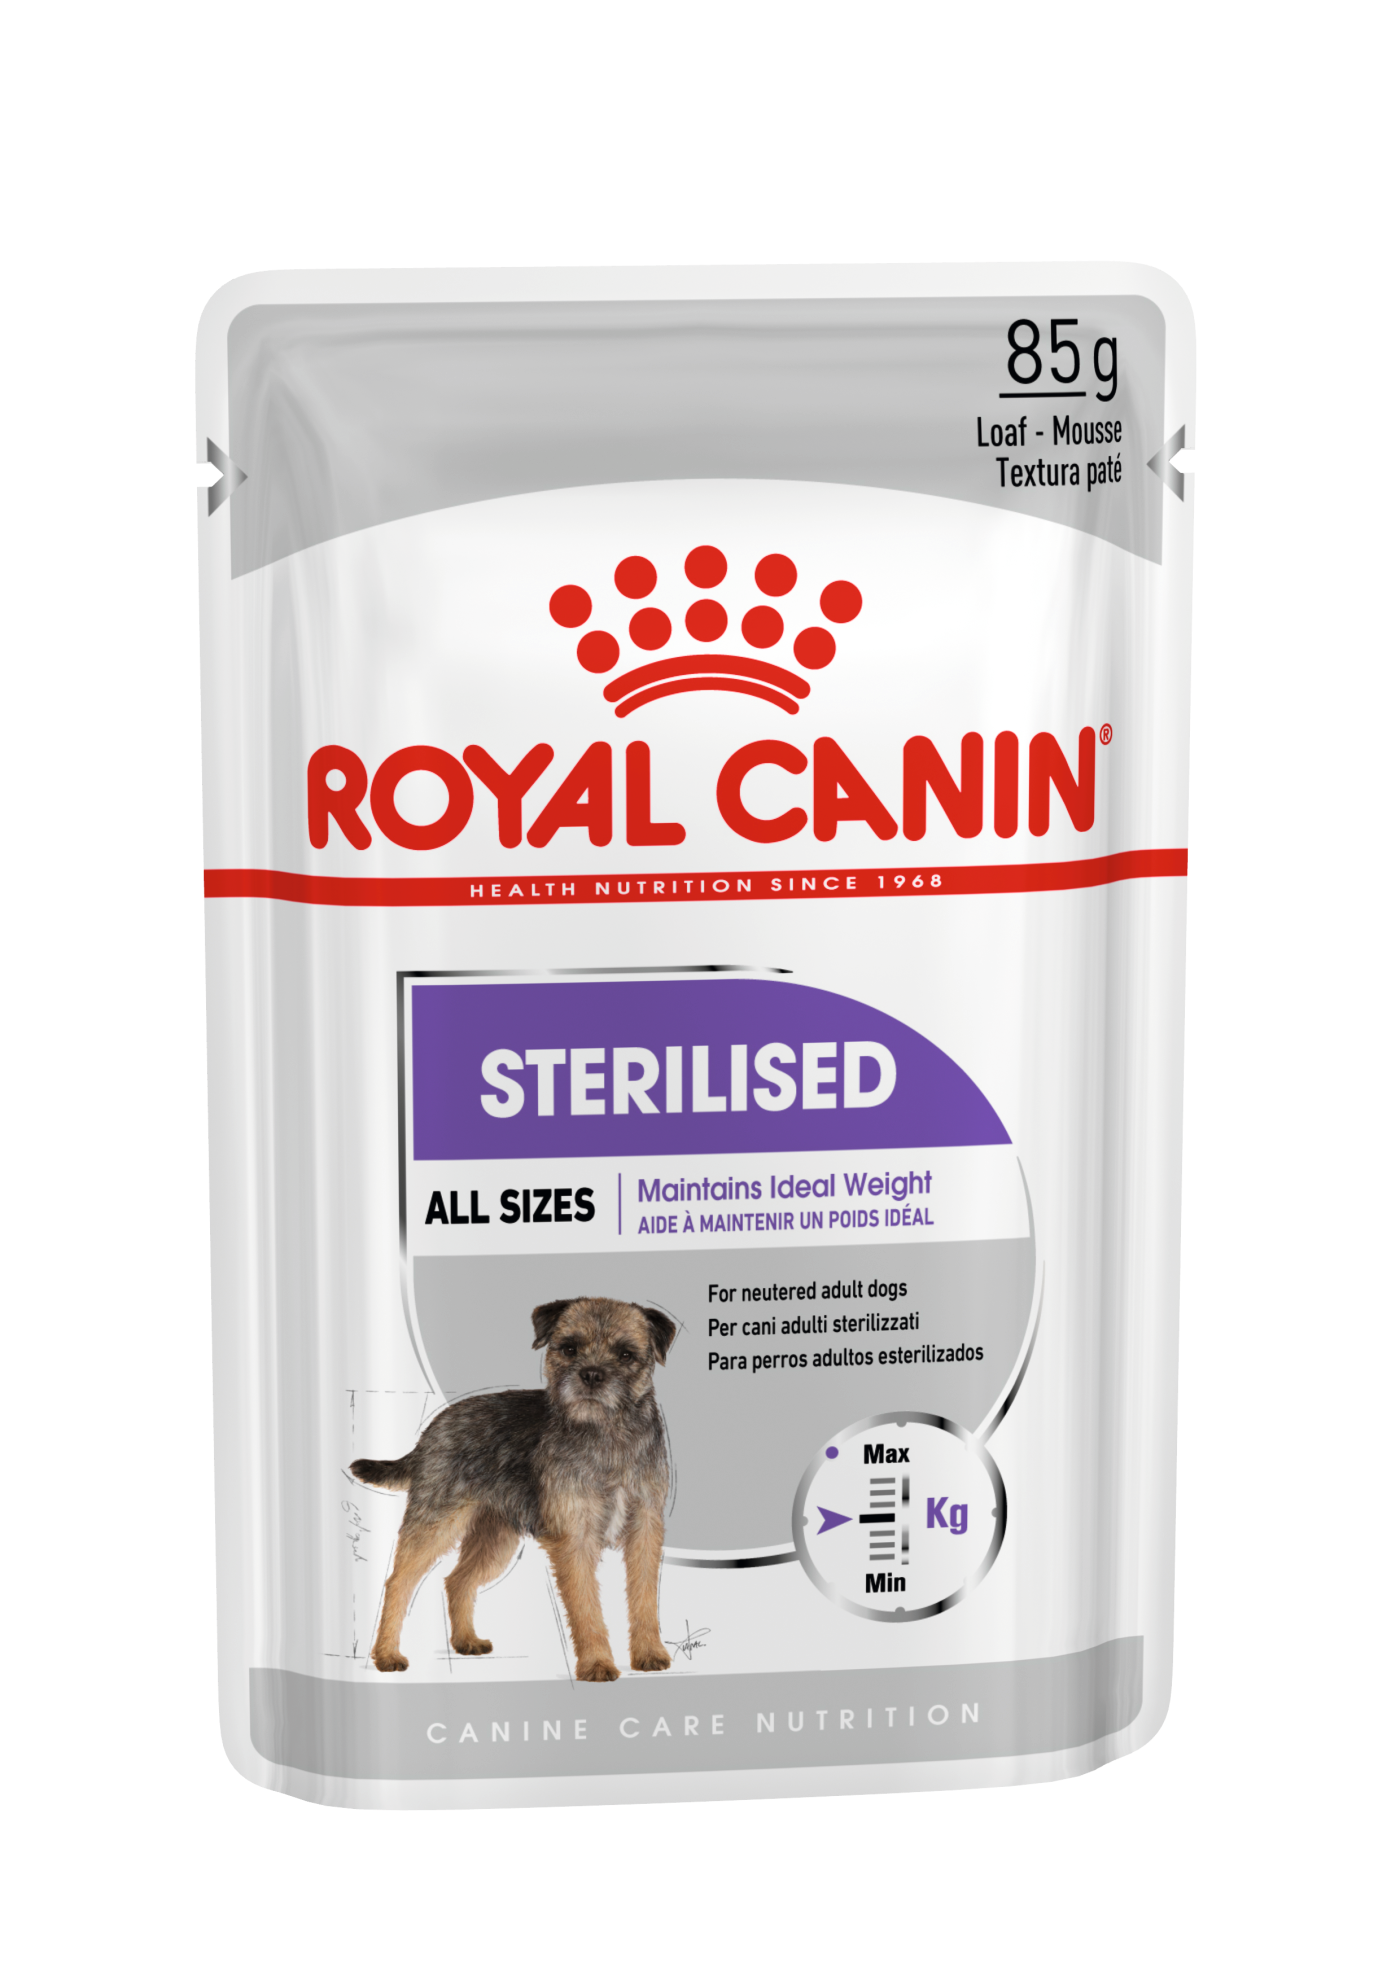 85g
Loaf - Mousse
Textura paté
ROYAL CANIN®
HEALTH NUTRITION SINCE 1968
STERILISED
ALL SIZES
Maintains Ideal Weight
AIDE À MAINTENIR UN POIDS IDÉAL
For neutered adult dogs
Per cani adulti sterilizzati
Para perros adultos esterilizados
Max
Kg
Min
CANINE CARE NUTRITION